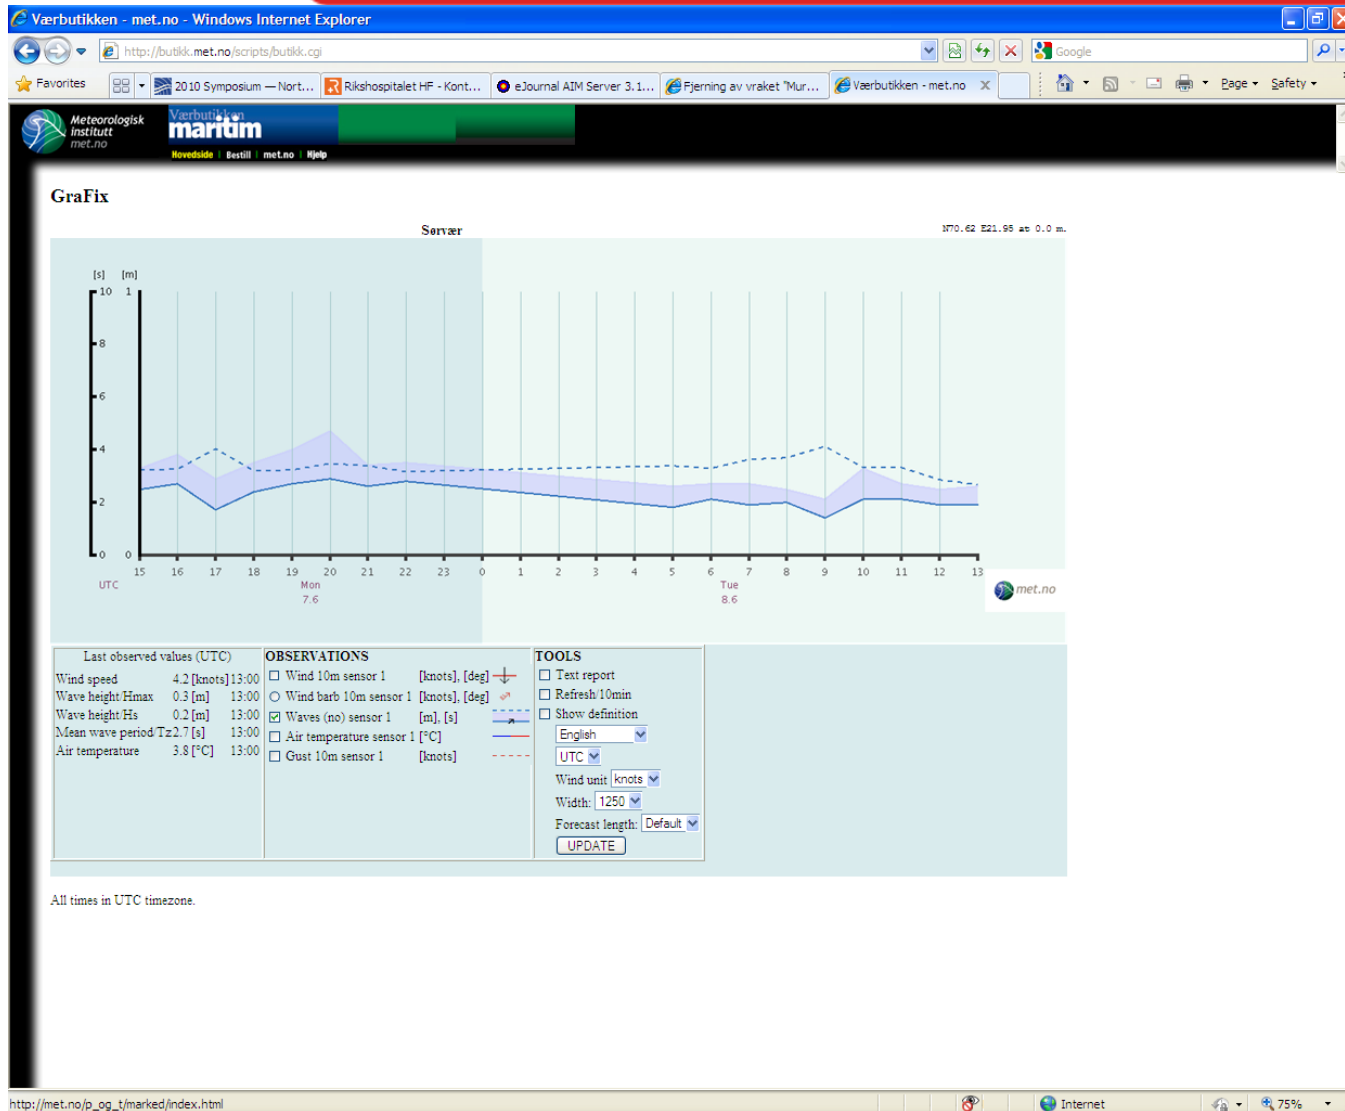 Værbutikken - met.no - Windows Internet Explorer
http://butikk.met.no/scripts/butikk.cgi
Google
Favorites
2010 Symposium — Nort...
Rikshospitalet HF - Kont...
eJournal AIM Server 3.1...
Fjerning av vraket "Mur...
Værbutikken - met.no
Page
Safety
Meteorologisk
institutt
met.no
Værbutikken
maritim
Hovedside | Bestill | met.no | Hjelp
GraFix
Sørvær
N70.62 E21.95 at 0.0 m.
[s] [m]
10 1
8
6
4
2
0 0
15 16 17 18 19 20 21 22 23 0 1 2 3 4 5 6 7 8 9 10 11 12 13
UTC
Mon
7.6
Tue
8.6
met.no
Last observed values (UTC)
Wind speed 4.2 [knots] 13:00
Wave height/Hmax 0.3 [m] 13:00
Wave height/Hs 0.2 [m] 13:00
Mean wave period/Tz 2.7 [s] 13:00
Air temperature 3.8 [°C] 13:00
OBSERVATIONS
Wind 10m sensor 1 [knots], [deg]
Wind barb 10m sensor 1 [knots], [deg]
Waves (no) sensor 1 [m], [s]
Air temperature sensor 1 [°C]
Gust 10m sensor 1 [knots]
TOOLS
Text report
Refresh/10min
Show definition
English
UTC
Wind unit knots
Width: 1250
Forecast length: Default
UPDATE
All times in UTC timezone.
http://met.no/p_og_t/marked/index.html
Internet
75%